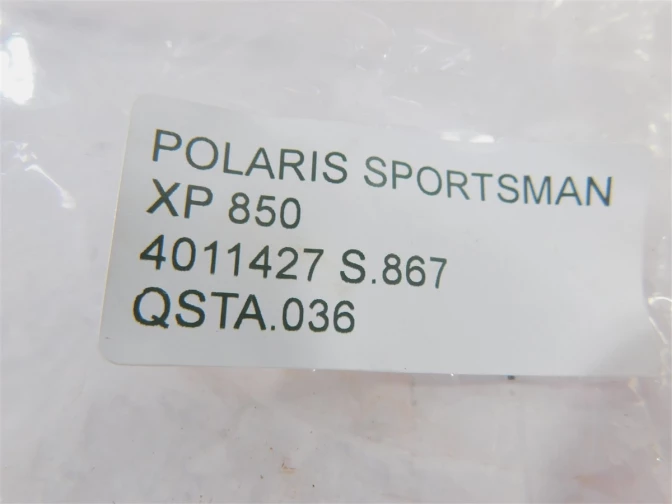 POLARIS SPORTSMAN
XP 850
4011427 S.867
QSTA.036